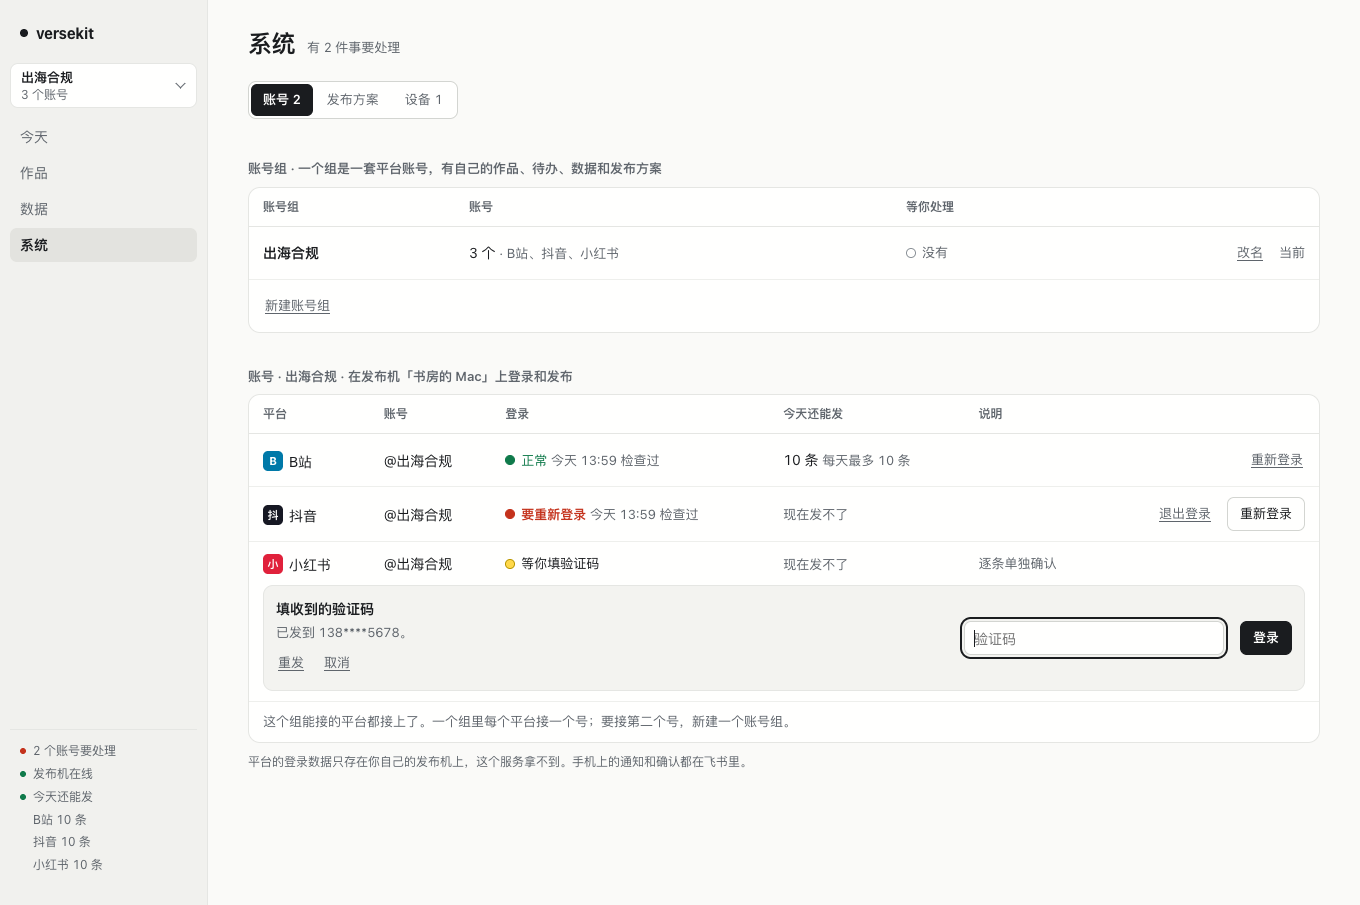 versekit
出海合规
3 个账号
今天
作品
数据
系统
2 个账号要处理
发布机在线
今天还能发
B站 10 条
抖音 10 条
小红书 10 条
系统 有 2 件事要处理
账号 2 发布方案 设备 1
账号组 · 一个组是一套平台账号，有自己的作品、待办、数据和发布方案
账号组 账号 等你处理
出海合规 3 个 · B站、抖音、小红书 没有 改名 当前
新建账号组
账号 · 出海合规 · 在发布机「书房的 Mac」上登录和发布
平台 账号 登录 今天还能发 说明
B B站 @出海合规 正常 今天 13:59 检查过 10 条 每天最多 10 条 重新登录
抖 抖音 @出海合规 要重新登录 今天 13:59 检查过 现在发不了 退出登录 重新登录
小 小红书 @出海合规 等你填验证码 现在发不了 逐条单独确认
填收到的验证码
已发到 138****5678。
重发 取消
验证码 登录
这个组能接的平台都接上了。一个组里每个平台接一个号；要接第二个号，新建一个账号组。
平台的登录数据只存在你自己的发布机上，这个服务拿不到。手机上的通知和确认都在飞书里。